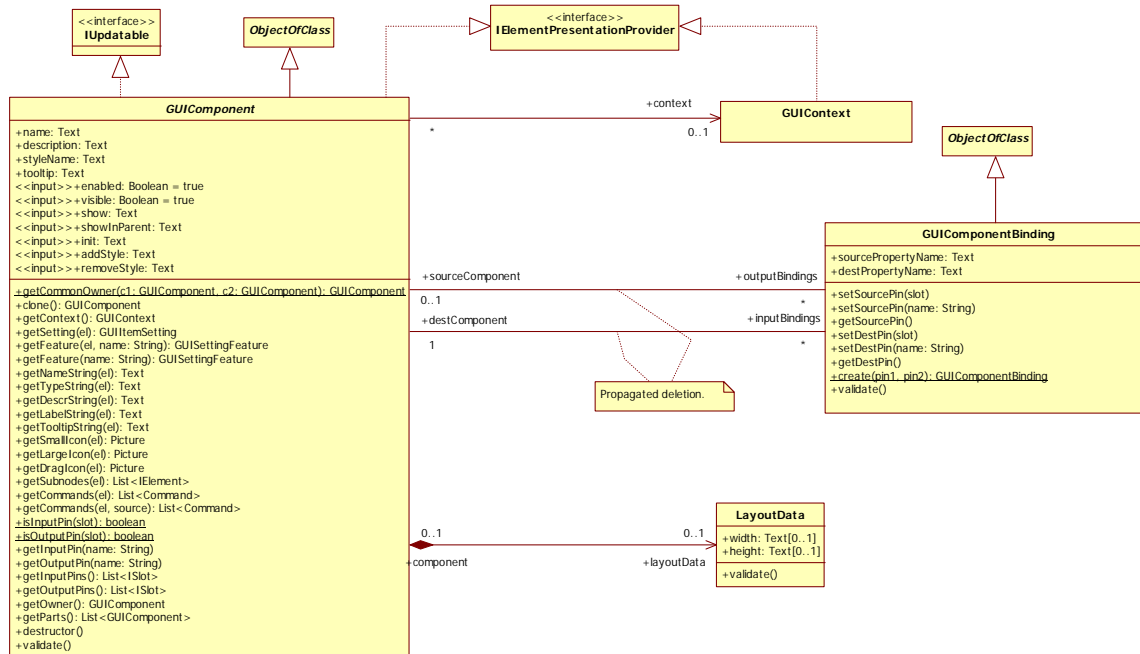 <<interface>>
IUpdatable
ObjectOfClass
<<interface>>
IElementPresentationProvider
GUIComponent
+name: Text
+description: Text
+styleName: Text
+tooltip: Text
<<input>>+enabled: Boolean = true
<<input>>+visible: Boolean = true
<<input>>+show: Text
<<input>>+showInParent: Text
<<input>>+init: Text
<<input>>+addStyle: Text
<<input>>+removeStyle: Text
+getCommonOwner(c1: GUIComponent, c2: GUIComponent): GUIComponent
+clone(): GUIComponent
+getContext(): GUIContext
+getSetting(el): GUIItemSetting
+getFeature(el, name: String): GUISettingFeature
+getFeature(name: String): GUISettingFeature
+getNameString(el): Text
+getTypeString(el): Text
+getDescrString(el): Text
+getLabelString(el): Text
+getTooltipString(el): Text
+getSmallIcon(el): Picture
+getLargeIcon(el): Picture
+getDragIcon(el): Picture
+getSubnodes(el): List<IElement>
+getCommands(el): List<Command>
+getCommands(el, source): List<Command>
+isInputPin(slot): boolean
+isOutputPin(slot): boolean
+getInputPin(name: String)
+getOutputPin(name: String)
+getInputPins(): List<ISlot>
+getOutputPins(): List<ISlot>
+getOwner(): GUIComponent
+getParts(): List<GUIComponent>
+destructor()
+validate()
+context
*
0..1
GUIContext
ObjectOfClass
GUIComponentBinding
+sourcePropertyName: Text
+destPropertyName: Text
+setSourcePin(slot)
+setSourcePin(name: String)
+getSourcePin()
+setDestPin(slot)
+setDestPin(name: String)
+getDestPin()
+create(pin1, pin2): GUIComponentBinding
+validate()
+sourceComponent
+outputBindings
0..1
*
+destComponent
+inputBindings
1
*
Propagated deletion.
0..1
0..1
+component
+layoutData
LayoutData
+width: Text[0..1]
+height: Text[0..1]
+validate()